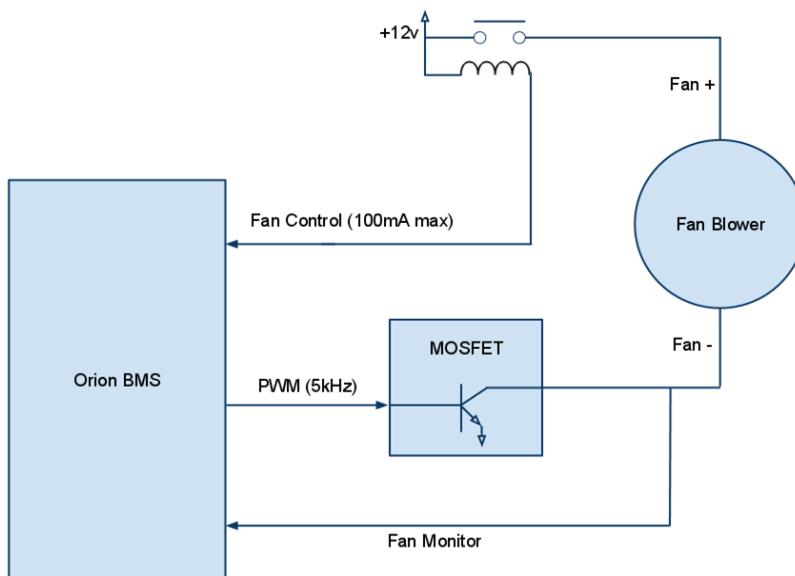 +12v
Fan +
Fan Control (100mA max)
Fan Blower
MOSFET
Fan -
Orion BMS
PWM (5kHz)
Fan Monitor